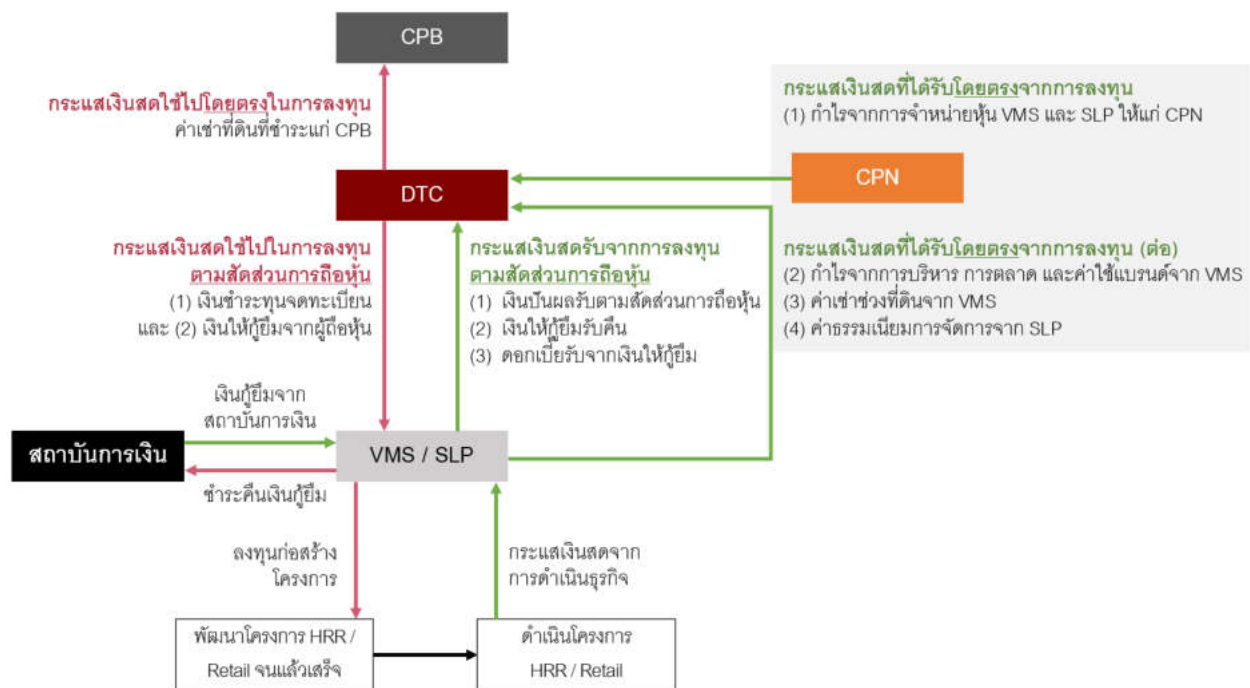 CPB
กระแสเงินสดใช้ไปโดยตรงในการลงทุน
ค่าเช่าที่ดินที่ชำระแก่ CPB
กระแสเงินสดที่ได้รับโดยตรงจากการลงทุน
(1) กำไรจากการจำหน่ายหุ้น VMS และ SLP ให้แก่ CPN
DTC
CPN
กระแสเงินสดใช้ไปในการลงทุน
ตามสัดส่วนการถือหุ้น
(1) เงินชำระทุนจดทะเบียน
และ (2) เงินให้กู้ยืมจากผู้ถือหุ้น
กระแสเงินสดรับจากการลงทุน
ตามสัดส่วนการถือหุ้น
(1) เงินปันผลรับตามสัดส่วนการถือหุ้น
(2) เงินให้กู้ยืมรับคืน
(3) ดอกเบี้ยรับจากเงินให้กู้ยืม
กระแสเงินสดที่ได้รับโดยตรงจากการลงทุน (ต่อ)
(2) กำไรจากการบริหาร การตลาด และค่าใช้แบรนด์จาก VMS
(3) ค่าเช่าช่วงที่ดินจาก VMS
(4) ค่าธรรมเนียมการจัดการจาก SLP
เงินกู้ยืมจาก
สถาบันการเงิน
สถาบันการเงิน
VMS / SLP
ชำระคืนเงินกู้ยืม
ลงทุนก่อสร้าง
โครงการ
กระแสเงินสดจาก
การดำเนินธุรกิจ
พัฒนาโครงการ HRR /
Retail จนแล้วเสร็จ
ดำเนินโครงการ
HRR / Retail